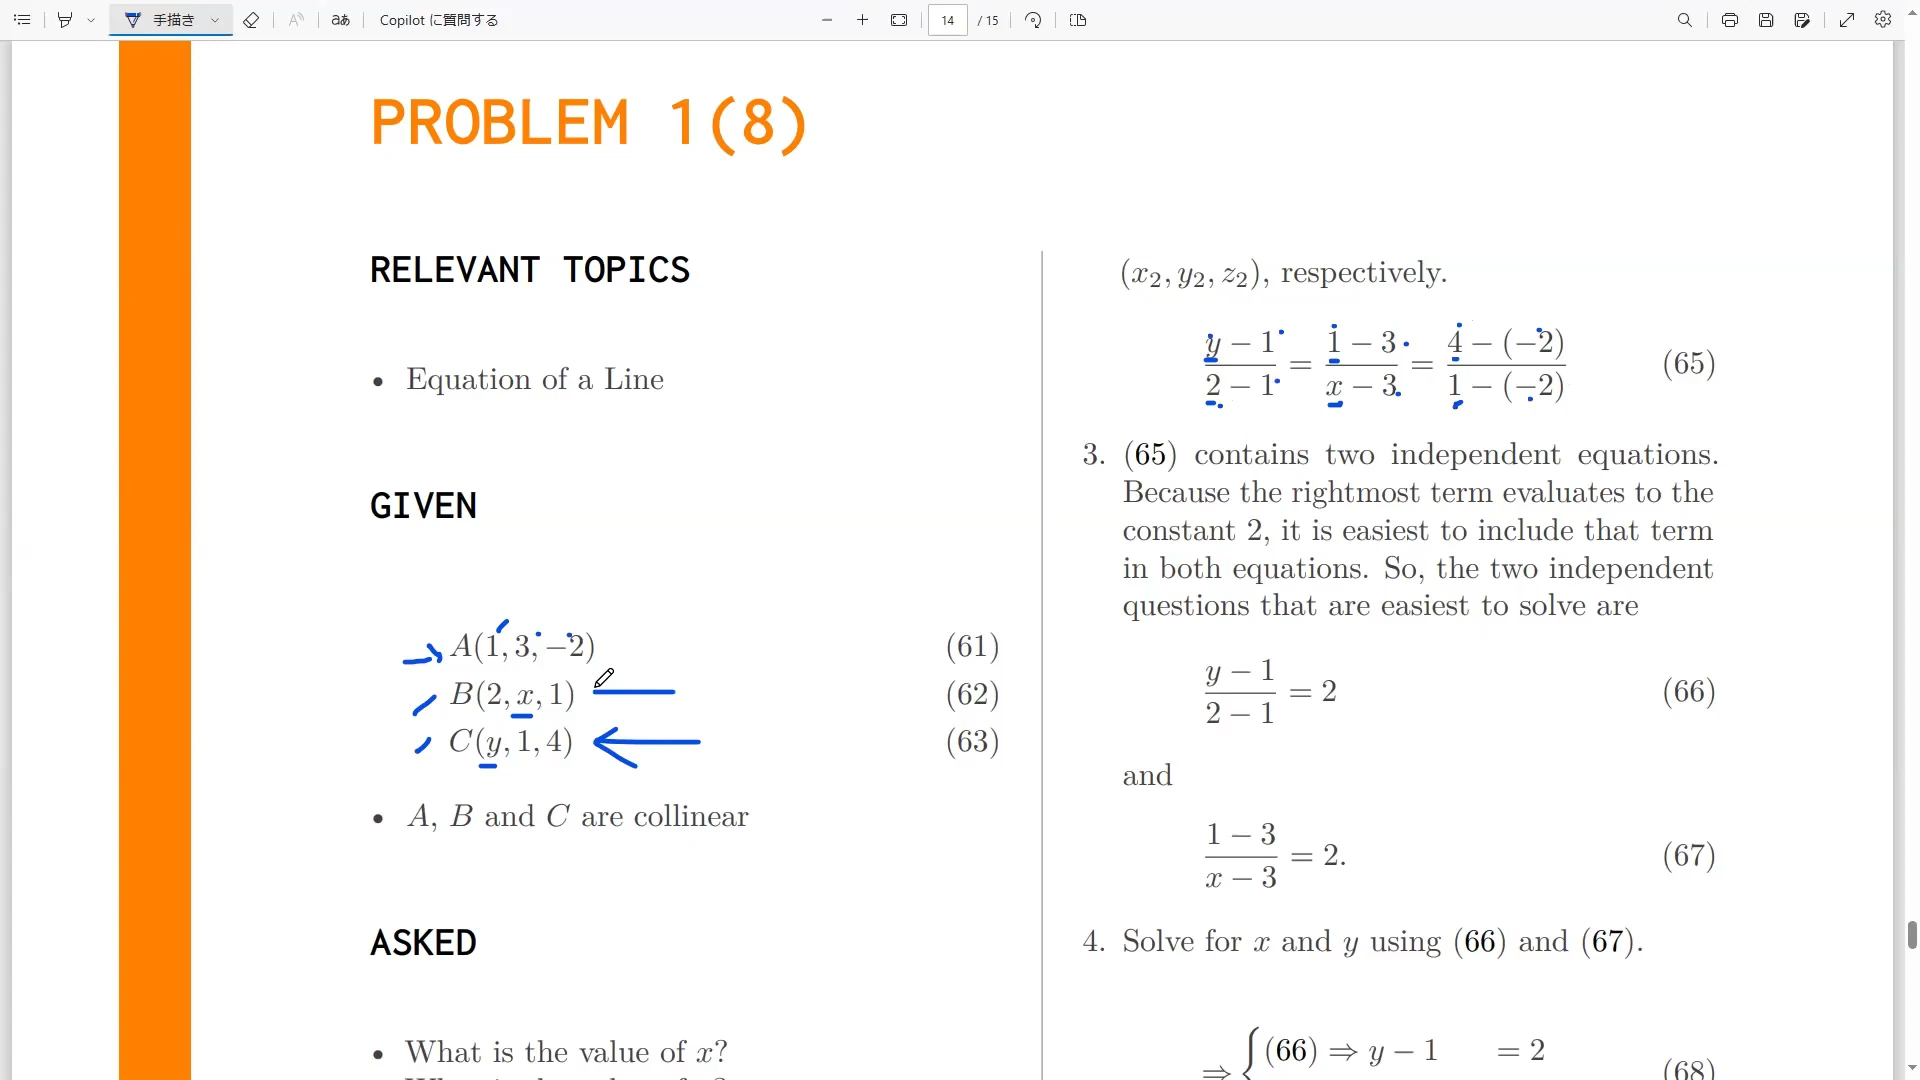 手描き
aあ
Copilot に質問する
14 / 15
PROBLEM 1(8)
RELEVANT TOPICS
• Equation of a Line
GIVEN
A(1, 3, −2) (61)
B(2, x, 1) (62)
C(y, 1, 4) (63)
• A, B and C are collinear
ASKED
• What is the value of x?
(x₂, y₂, z₂), respectively.
(y − 1)/(2 − 1) = (1 − 3)/(x − 3) = (4 − (−2))/(1 − (−2)) (65)
3. (65) contains two independent equations.
Because the rightmost term evaluates to the
constant 2, it is easiest to include that term
in both equations. So, the two independent
questions that are easiest to solve are
(y − 1)/(2 − 1) = 2 (66)
and
(1 − 3)/(x − 3) = 2. (67)
4. Solve for x and y using (66) and (67).
⇒ { (66) ⇒ y − 1 = 2
(68)